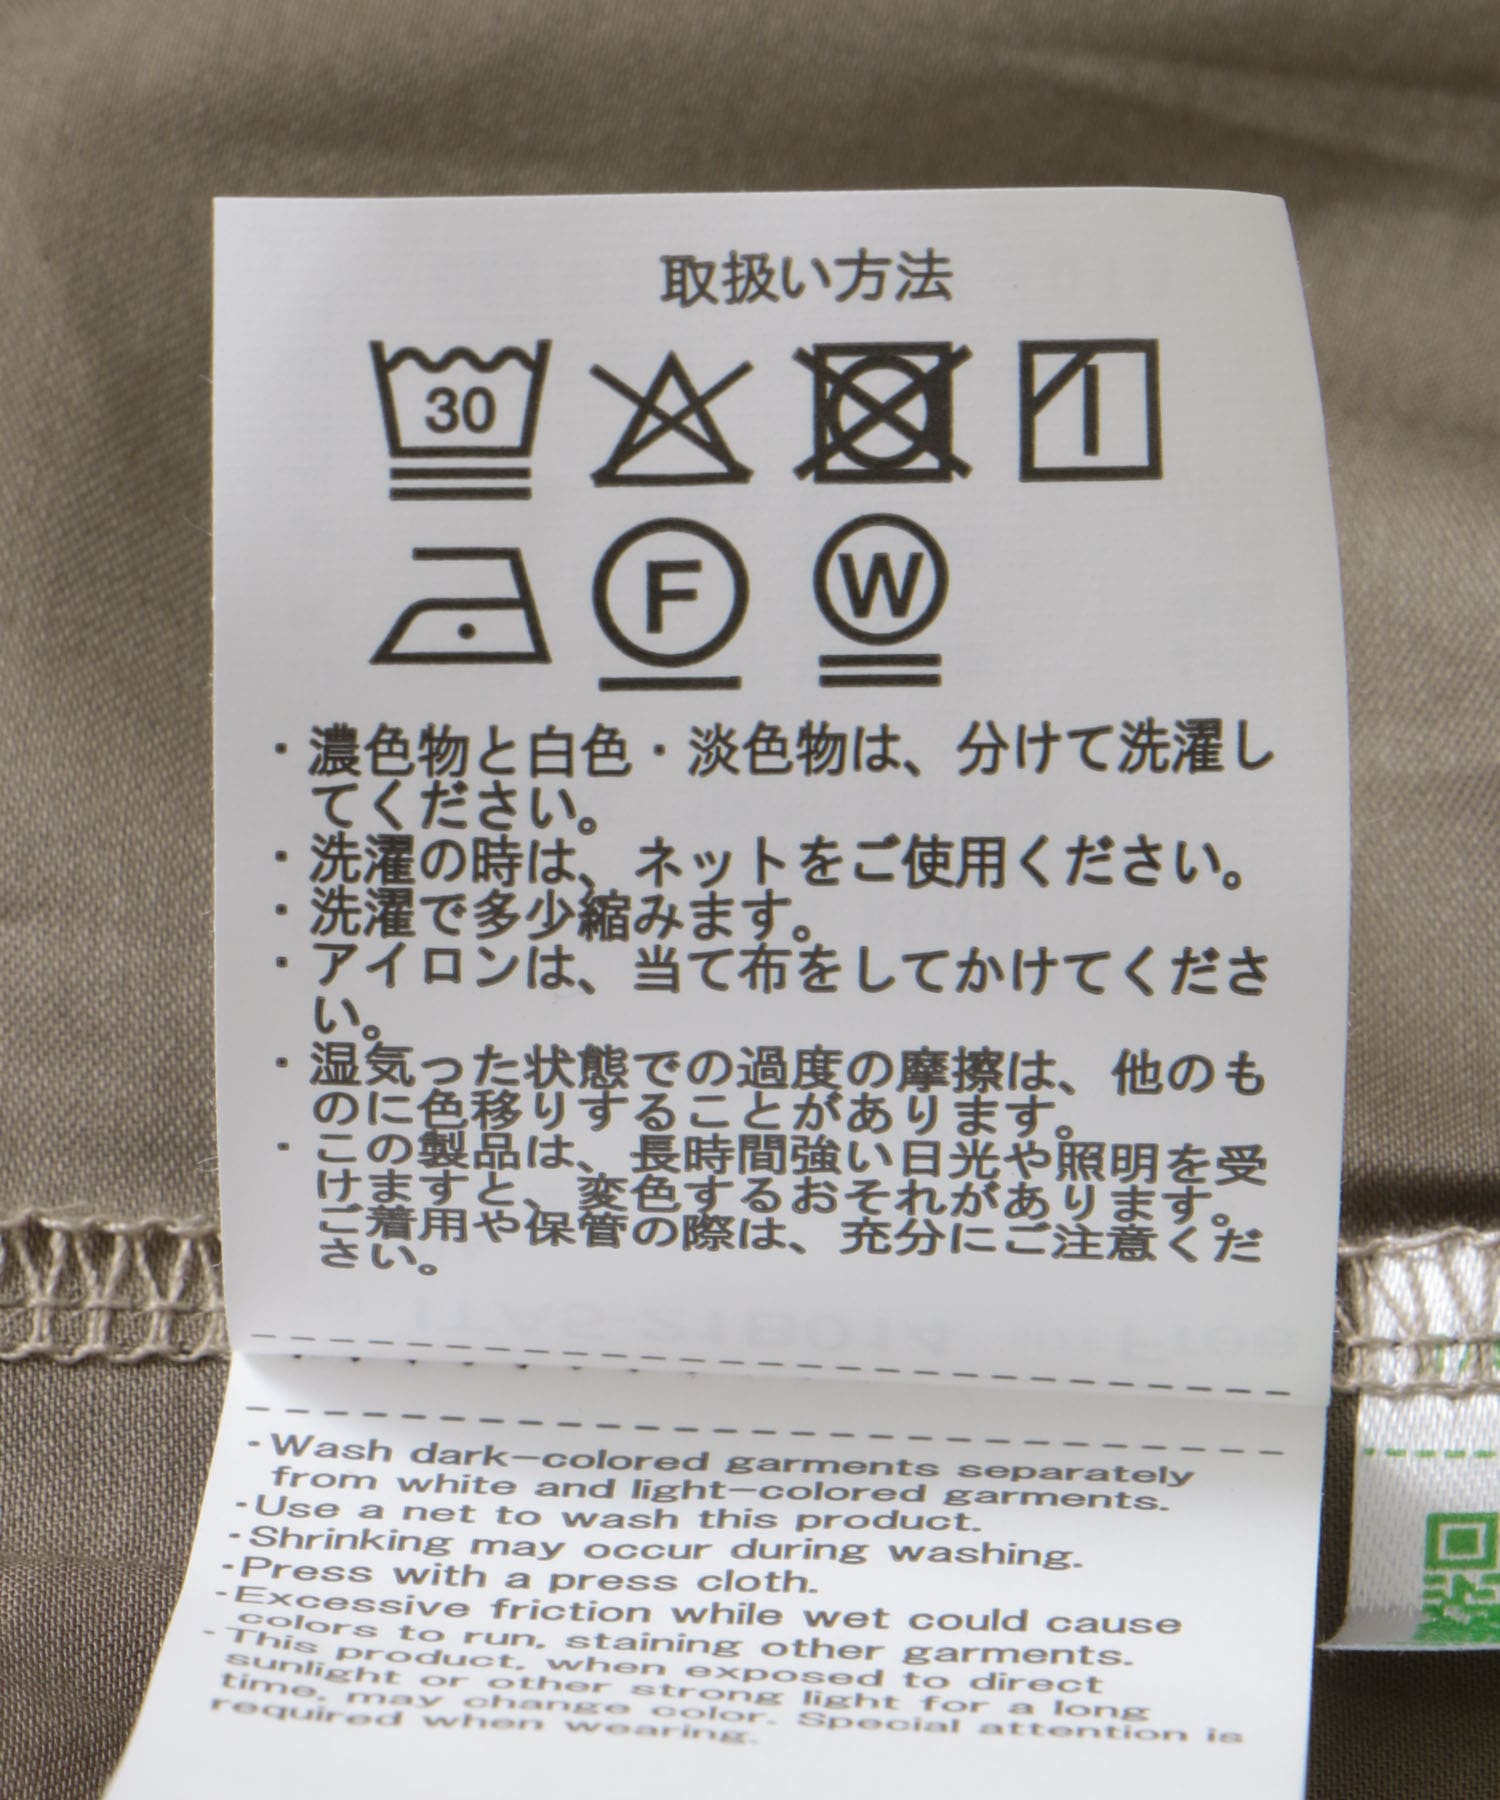 取扱い方法
30
F W
・濃色物と白色・淡色物は、分けて洗濯し
てください。
・洗濯の時は、ネットをご使用ください。
・洗濯で多少縮みます。
・アイロンは、当て布をしてかけてくださ
い。
・湿気った状態での過度の摩擦は、他のも
のに色移りすることがあります。
・この製品は、長時間強い日光や照明を受
けますと、変色するおそれがあります。
ご着用や保管の際は、充分にご注意くだ
さい。
・Wash dark-colored garments separately
from white and light-colored garments.
・Use a net to wash this product.
・Shrinking may occur during washing.
・Press with a press cloth.
・Excessive friction while wet could cause
colors to run, staining other garments.
・This product, when exposed to direct
sunlight or other strong light for a long
time, may change color. Special attention is
required when wearing.